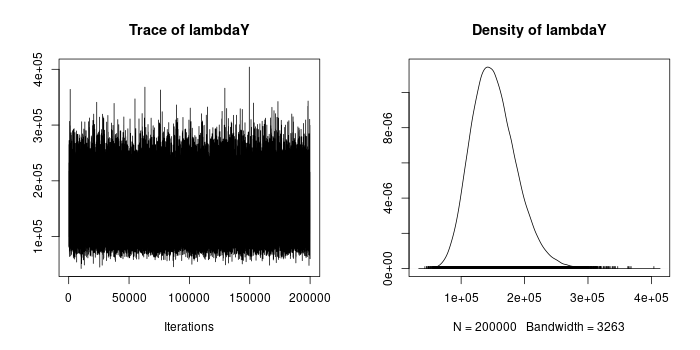 Trace of lambdaY
4e+05
3e+05
2e+05
1e+05
0 50000 100000 150000 200000
Iterations
Density of lambdaY
8e-06
4e-06
0e+00
1e+05 2e+05 3e+05 4e+05
N = 200000 Bandwidth = 3263